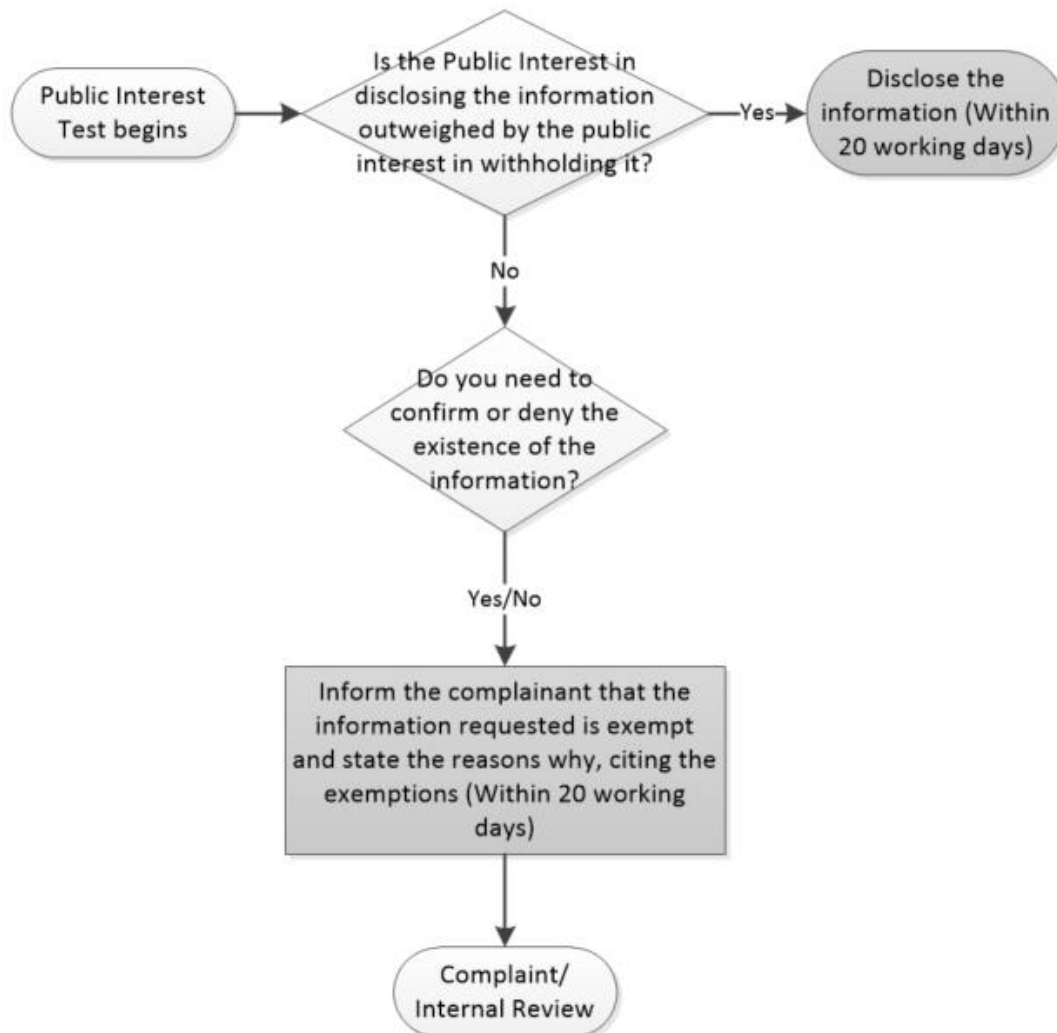 Public Interest
Test begins
Is the Public Interest in
disclosing the information
outweighed by the public
interest in withholding it?
Yes
Disclose the
information (Within
20 working days)
No
Do you need to
confirm or deny the
existence of the
information?
Yes/No
Inform the complainant that the
information requested is exempt
and state the reasons why, citing the
exemptions (Within 20 working
days)
Complaint/
Internal Review